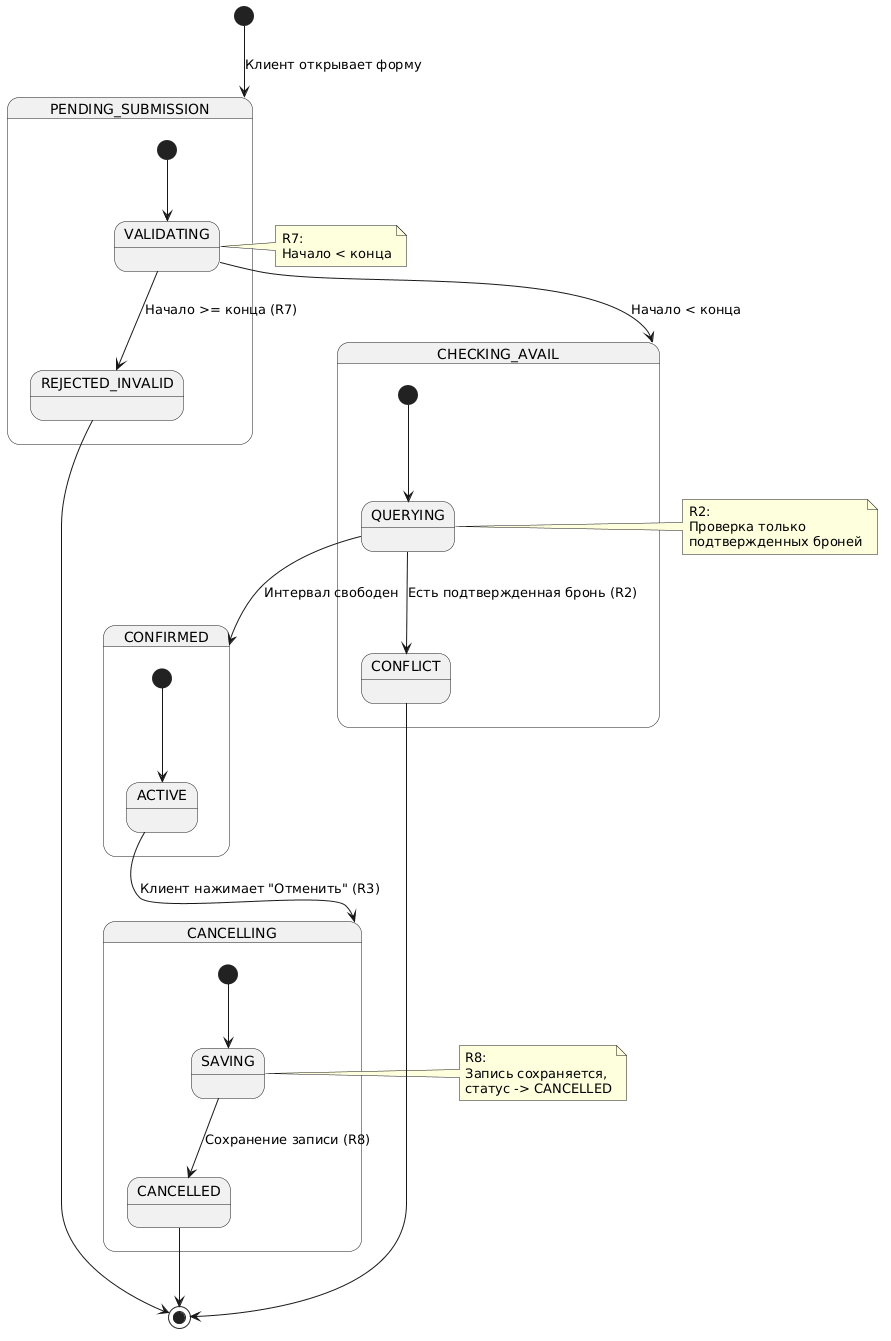 Клиент открывает форму
PENDING_SUBMISSION
VALIDATING
R7:
Начало < конца
Начало >= конца (R7)
Начало < конца
REJECTED_INVALID
CHECKING_AVAIL
QUERYING
R2:
Проверка только
подтвержденных броней
Интервал свободен
Есть подтвержденная бронь (R2)
CONFIRMED
CONFLICT
ACTIVE
Клиент нажимает "Отменить" (R3)
CANCELLING
SAVING
R8:
Запись сохраняется,
статус -> CANCELLED
Сохранение записи (R8)
CANCELLED